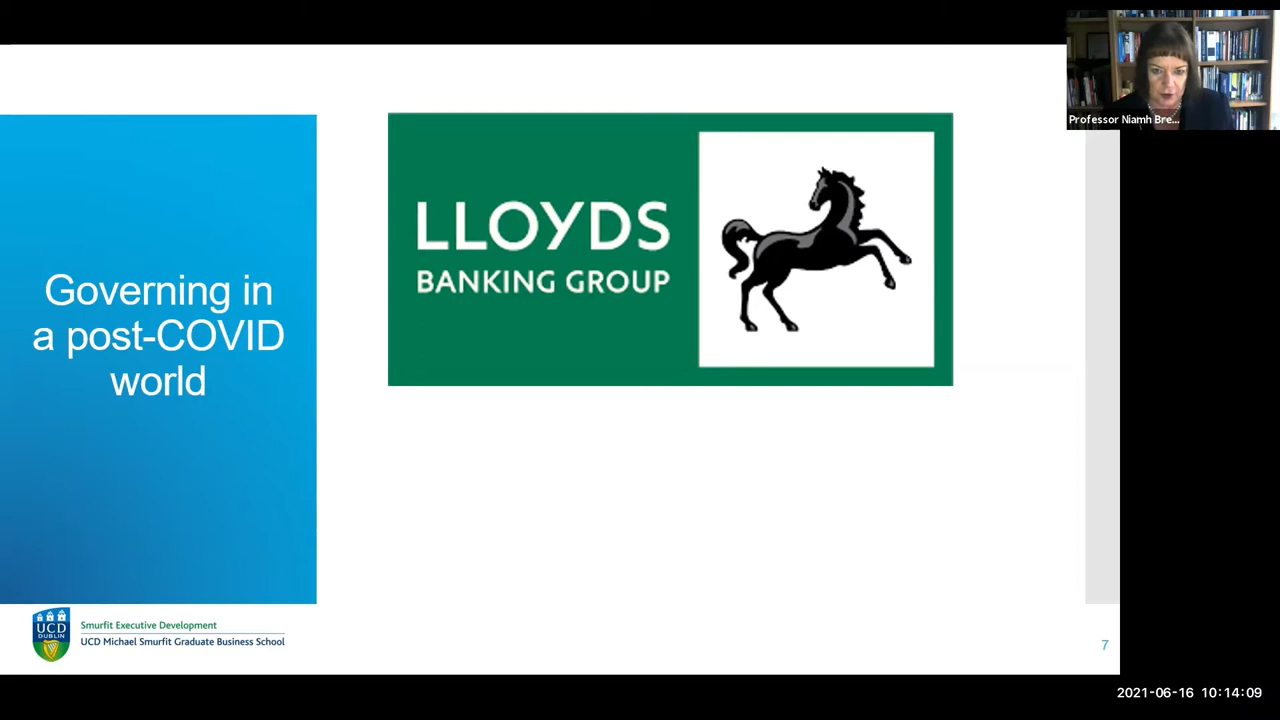 Professor Niamh Bre...
LLOYDS
BANKING GROUP
Governing in
a post-COVID
world
UCD
DUBLIN
Smurfit Executive Development
UCD Michael Smurfit Graduate Business School
7
2021-06-16 10:14:09